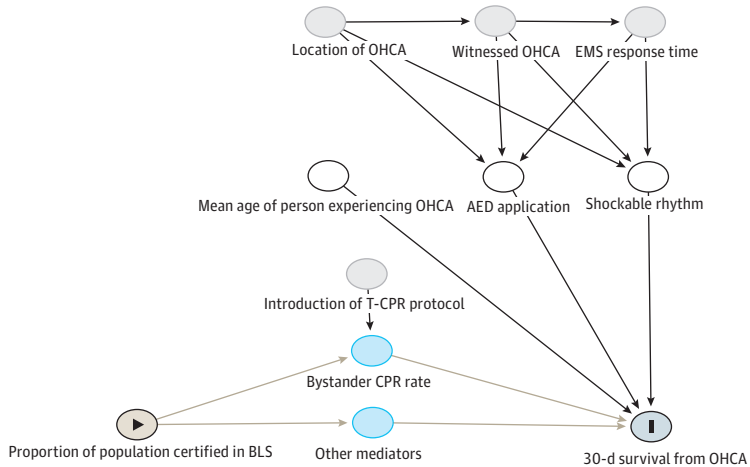 Location of OHCA
Witnessed OHCA
EMS response time
Mean age of person experiencing OHCA
AED application
Shockable rhythm
Introduction of T-CPR protocol
Bystander CPR rate
Proportion of population certified in BLS
Other mediators
30-d survival from OHCA